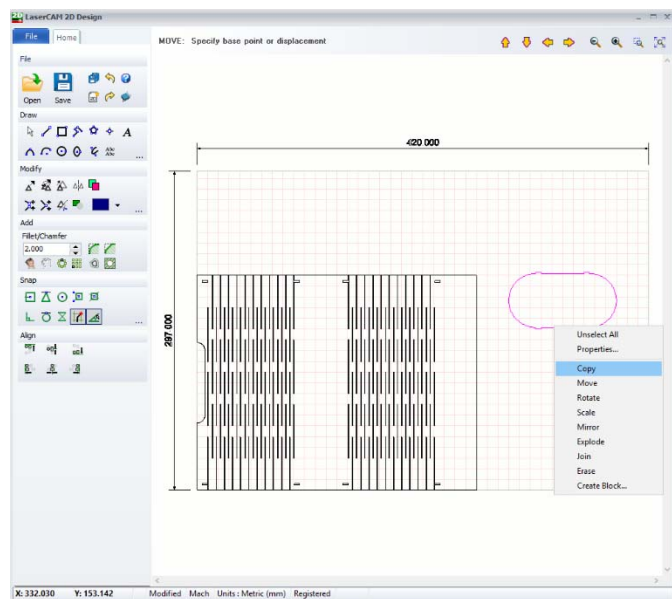 LaserCAM 2D Design
File Home
MOVE: Specify base point or displacement
File
Open Save
Draw
A
Abc
Abc
...
Modify
...
Add
Fillet/Chamfer
2,000
Snap
...
Align
420 000
297 000
Unselect All
Properties...
Copy
Move
Rotate
Scale
Mirror
Explode
Join
Erase
Create Block...
X: 332.030 Y: 153.142 Modified Mach Units : Metric (mm) Registered